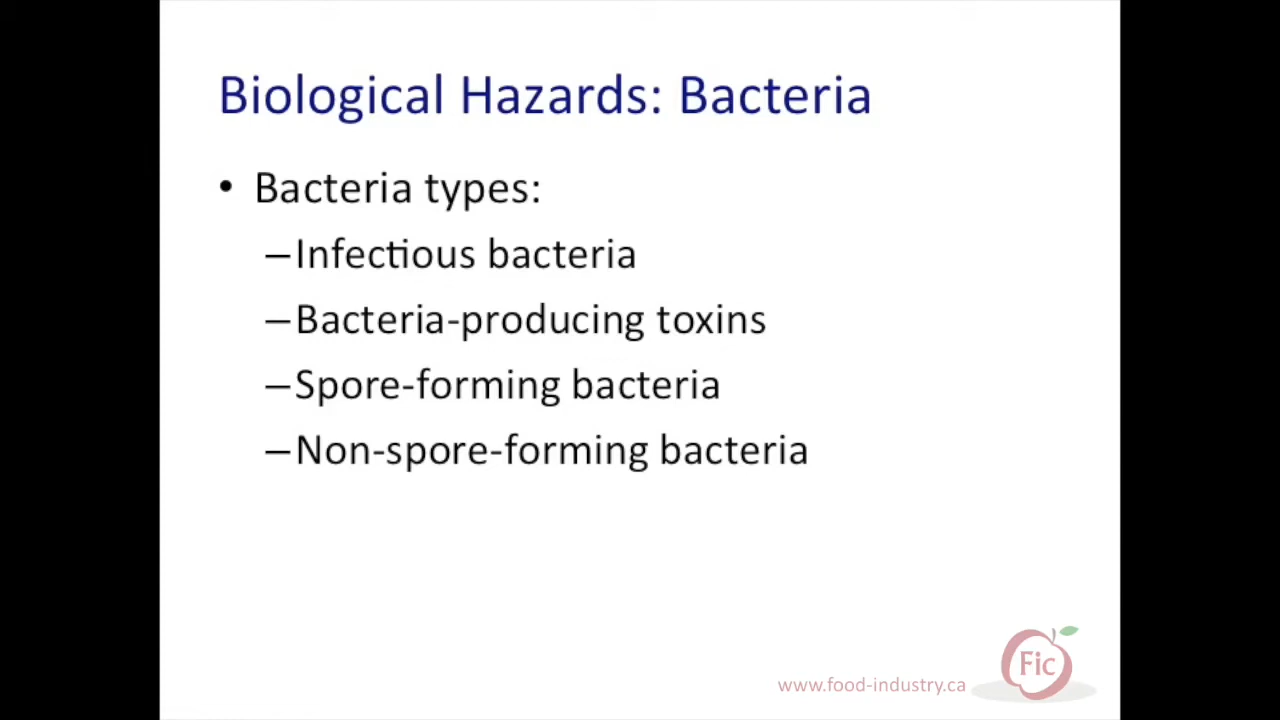 Biological Hazards: Bacteria
• Bacteria types:
–Infectious bacteria
–Bacteria-producing toxins
–Spore-forming bacteria
–Non-spore-forming bacteria
Fic
www.food-industry.ca